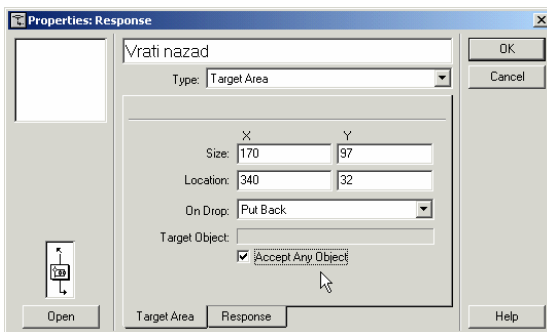 Properties: Response
Vrati nazad
OK
Type: Target Area
Cancel
X Y
Size: 170 97
Location: 340 32
On Drop: Put Back
Target Object:
Accept Any Object
Open
Target Area Response
Help